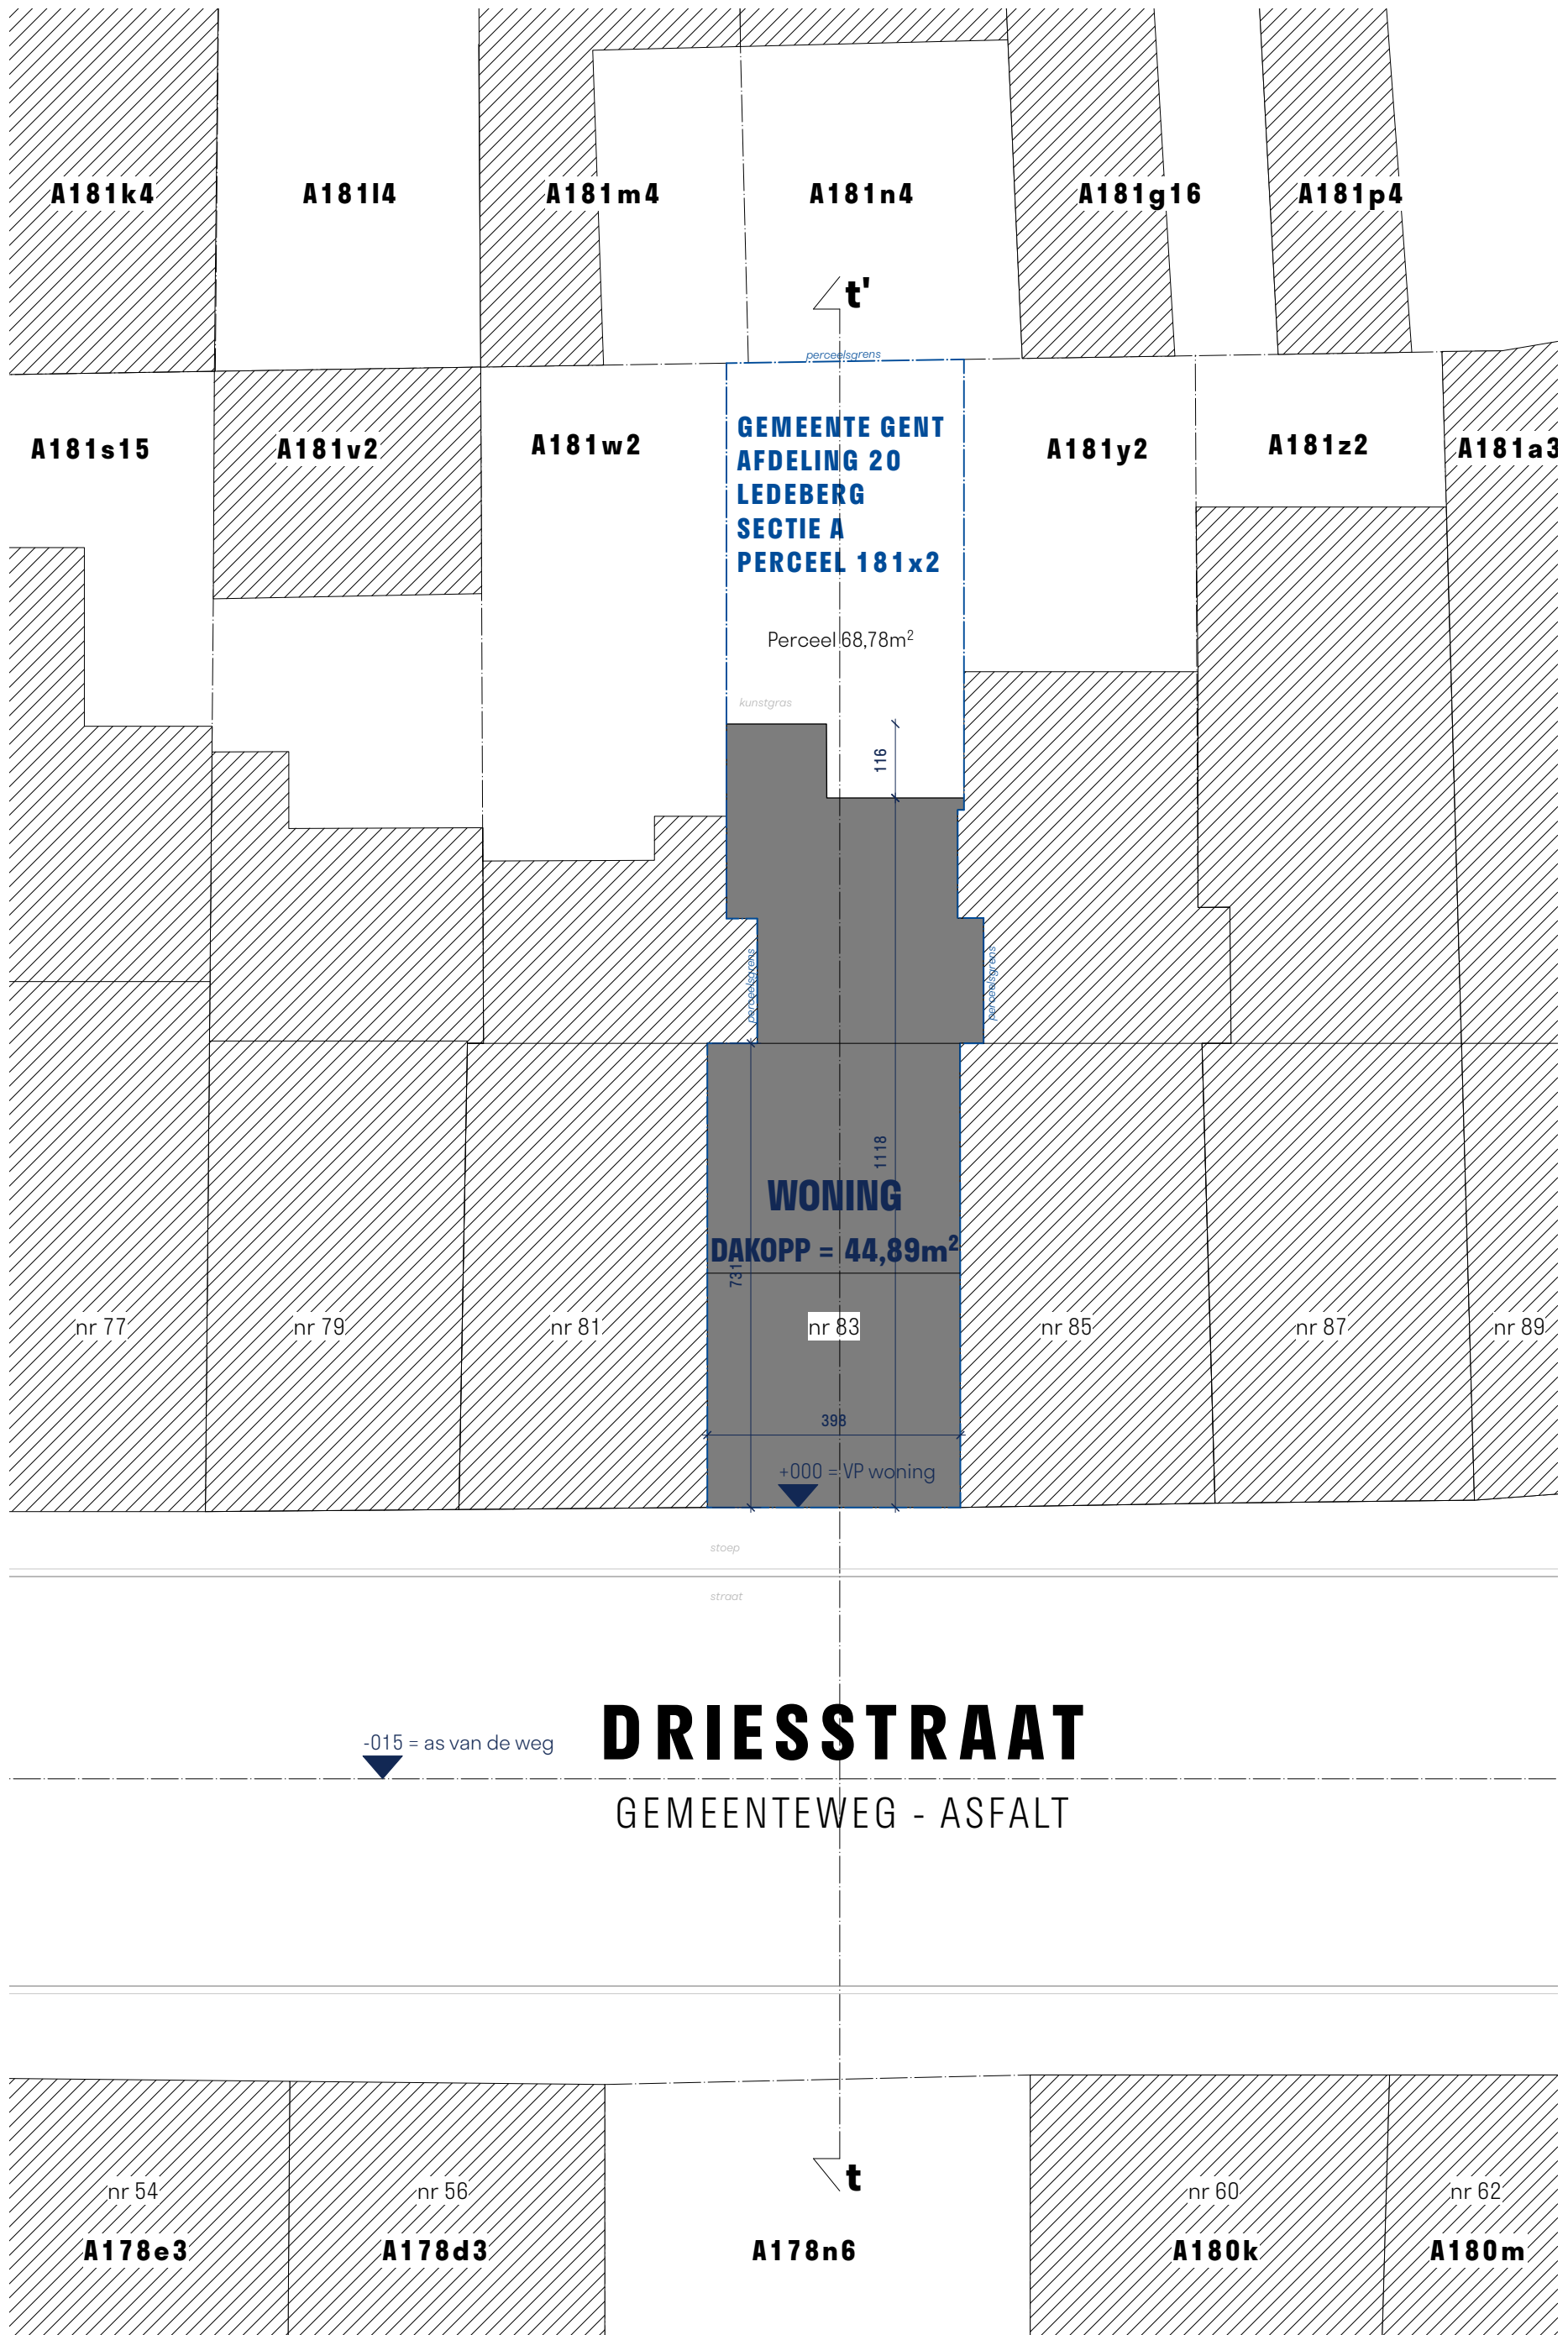 A181k4
A181l4
A181m4
A181n4
A181g16
A181p4
t'
perceelsgrens
A181s15
A181v2
A181w2
GEMEENTE GENT
AFDELING 20
LEDEBERG
SECTIE A
PERCEEL 181x2
A181y2
A181z2
A181a3
Perceel 68,78m²
kunstgras
116
perceelsgrens
perceelsgrens
1118
WONING
DAKOPP = 44,89m²
731
nr 77
nr 79
nr 81
nr 83
nr 85
nr 87
nr 89
398
+000 = VP woning
stoep
straat
DRIESSTRAAT
-015 = as van de weg
GEMEENTEWEG - ASFALT
t
nr 54
nr 56
nr 60
nr 62
A178e3
A178d3
A178n6
A180k
A180m